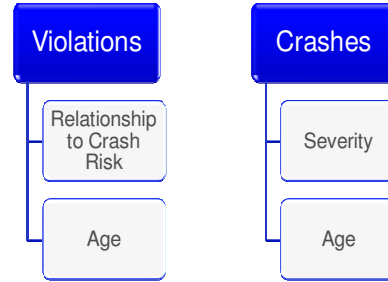 Violations
Relationship
to Crash
Risk
Age
Crashes
Severity
Age